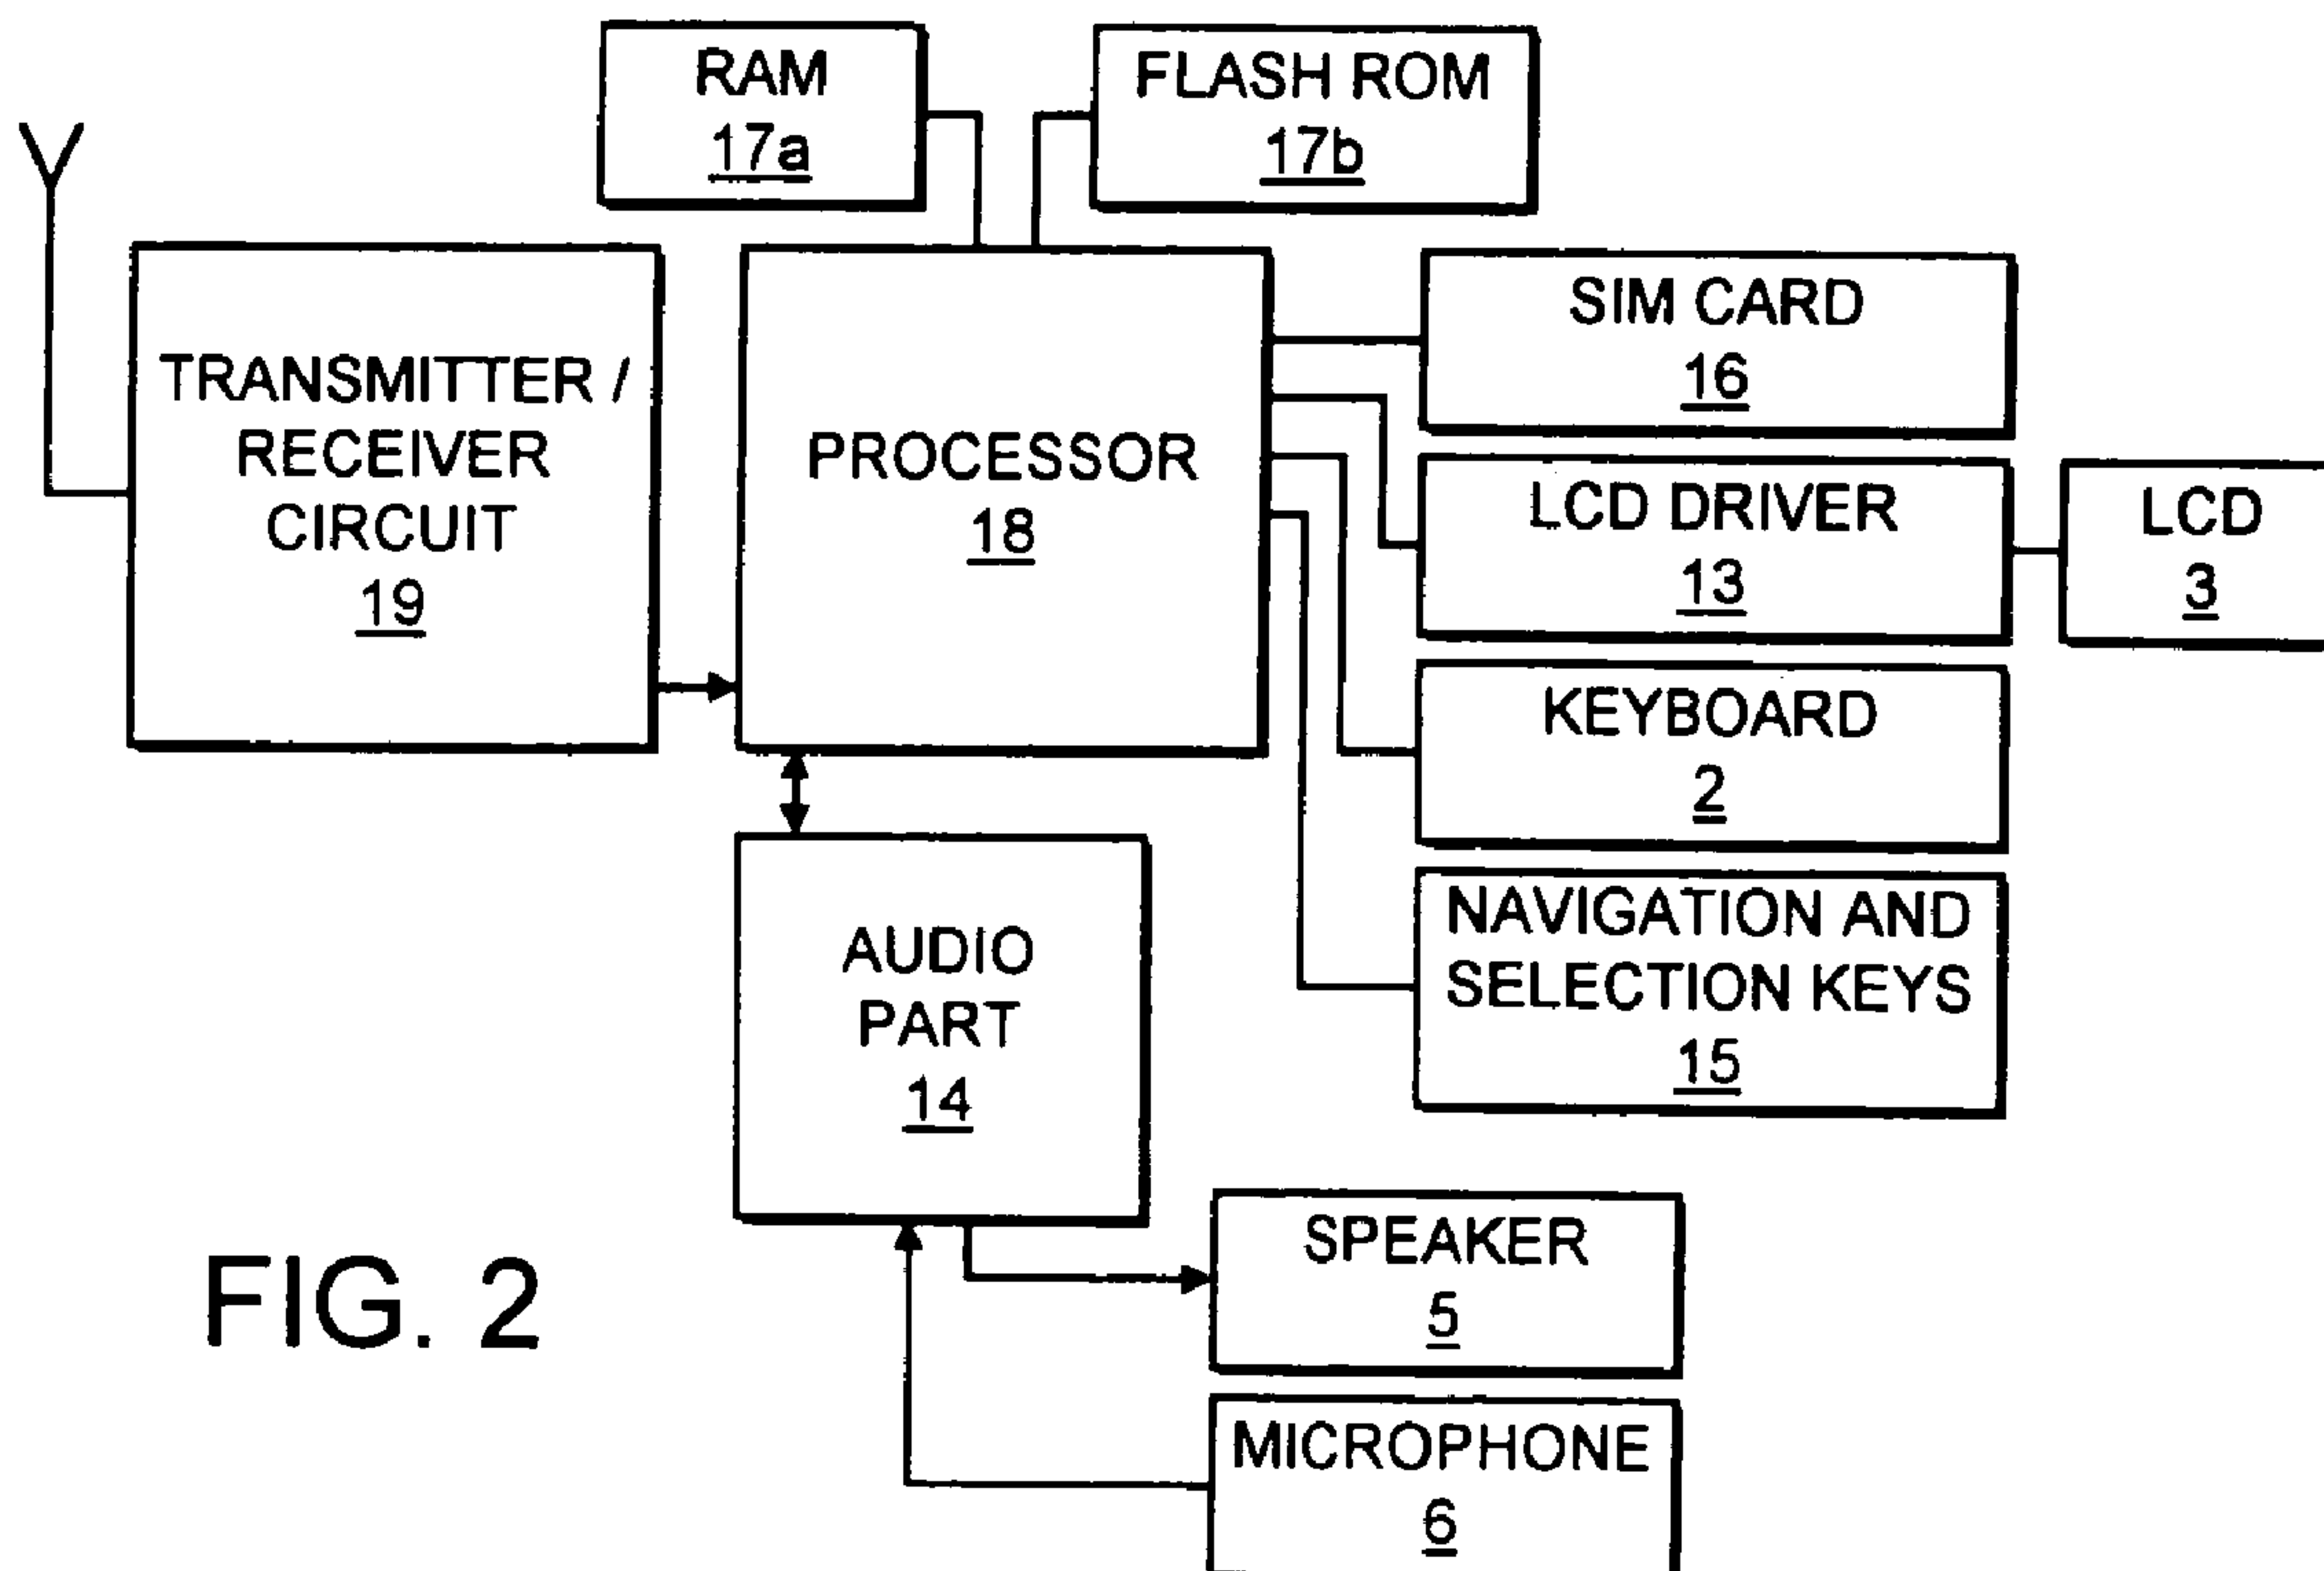 RAM
17a
FLASH ROM
17b
TRANSMITTER /
RECEIVER
CIRCUIT
19
PROCESSOR
18
SIM CARD
16
LCD DRIVER
13
LCD
3
KEYBOARD
2
NAVIGATION AND
SELECTION KEYS
15
AUDIO
PART
14
SPEAKER
5
MICROPHONE
6
FIG. 2